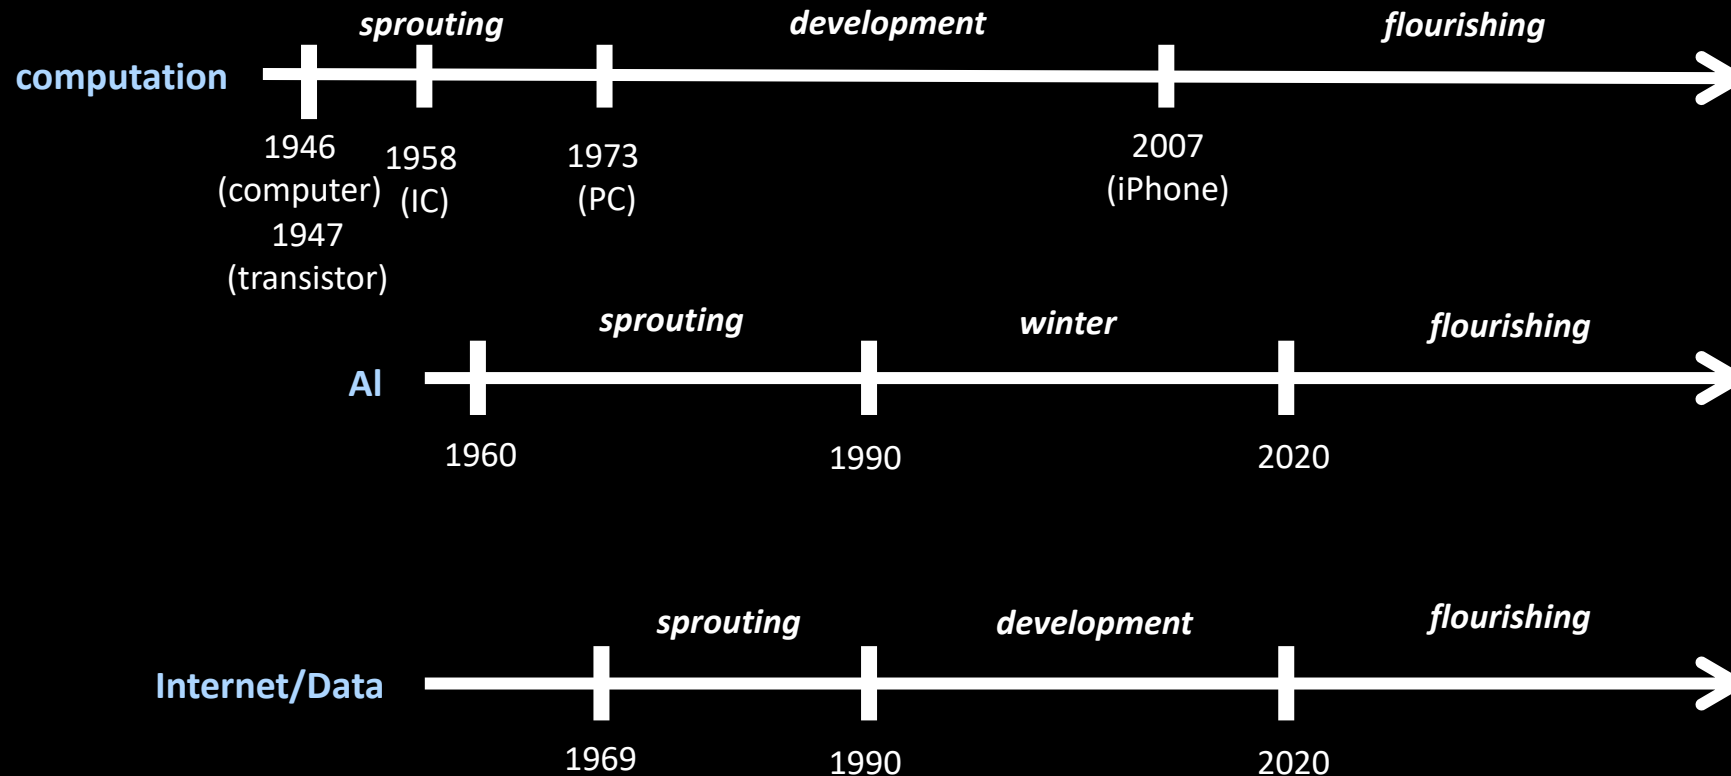 sprouting
development
flourishing
computation
1946
(computer)
1947
(transistor)
1958
(IC)
1973
(PC)
2007
(iPhone)
sprouting
winter
flourishing
AI
1960
1990
2020
sprouting
development
flourishing
Internet/Data
1969
1990
2020